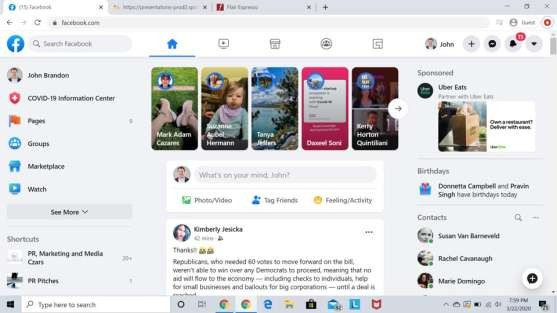 (15) Facebook
https://presentations-prod2.spr
Flair Espresso
facebook.com
Guest
Search Facebook
John
15
John Brandon
COVID-19 Information Center
Pages
9
Groups
Marketplace
Watch
See More
Shortcuts
PR, Marketing and Media
Czars
20+
PR Pitches
1
Mark Adam
Cazares
Suzanne
Aubel
Hermann
Tanya
Jeffers
Daxeel Soni
Kerry
Horton
Quintiliani
What's on your mind, John?
Photo/Video
Tag Friends
Feeling/Activity
Kimberly Jesicka
42 mins
Thanks!!
Republicans, who needed 60 votes to move forward on the bill,
weren't able to win over any Democrats to proceed, meaning that no
aid will flow to the economy — including checks to individuals, help
for small businesses and bailouts for big corporations — until a deal is
reached
Sponsored
Uber Eats
Partner with Uber Eats
Own a restaurant?
Deliver with ease.
Birthdays
Donnetta Campbell and Pravin
Singh have birthdays today
Contacts
Susan Van Barneveld
Rachel Cavanaugh
Marie Domingo
Type here to search
7:59 PM
3/22/2020